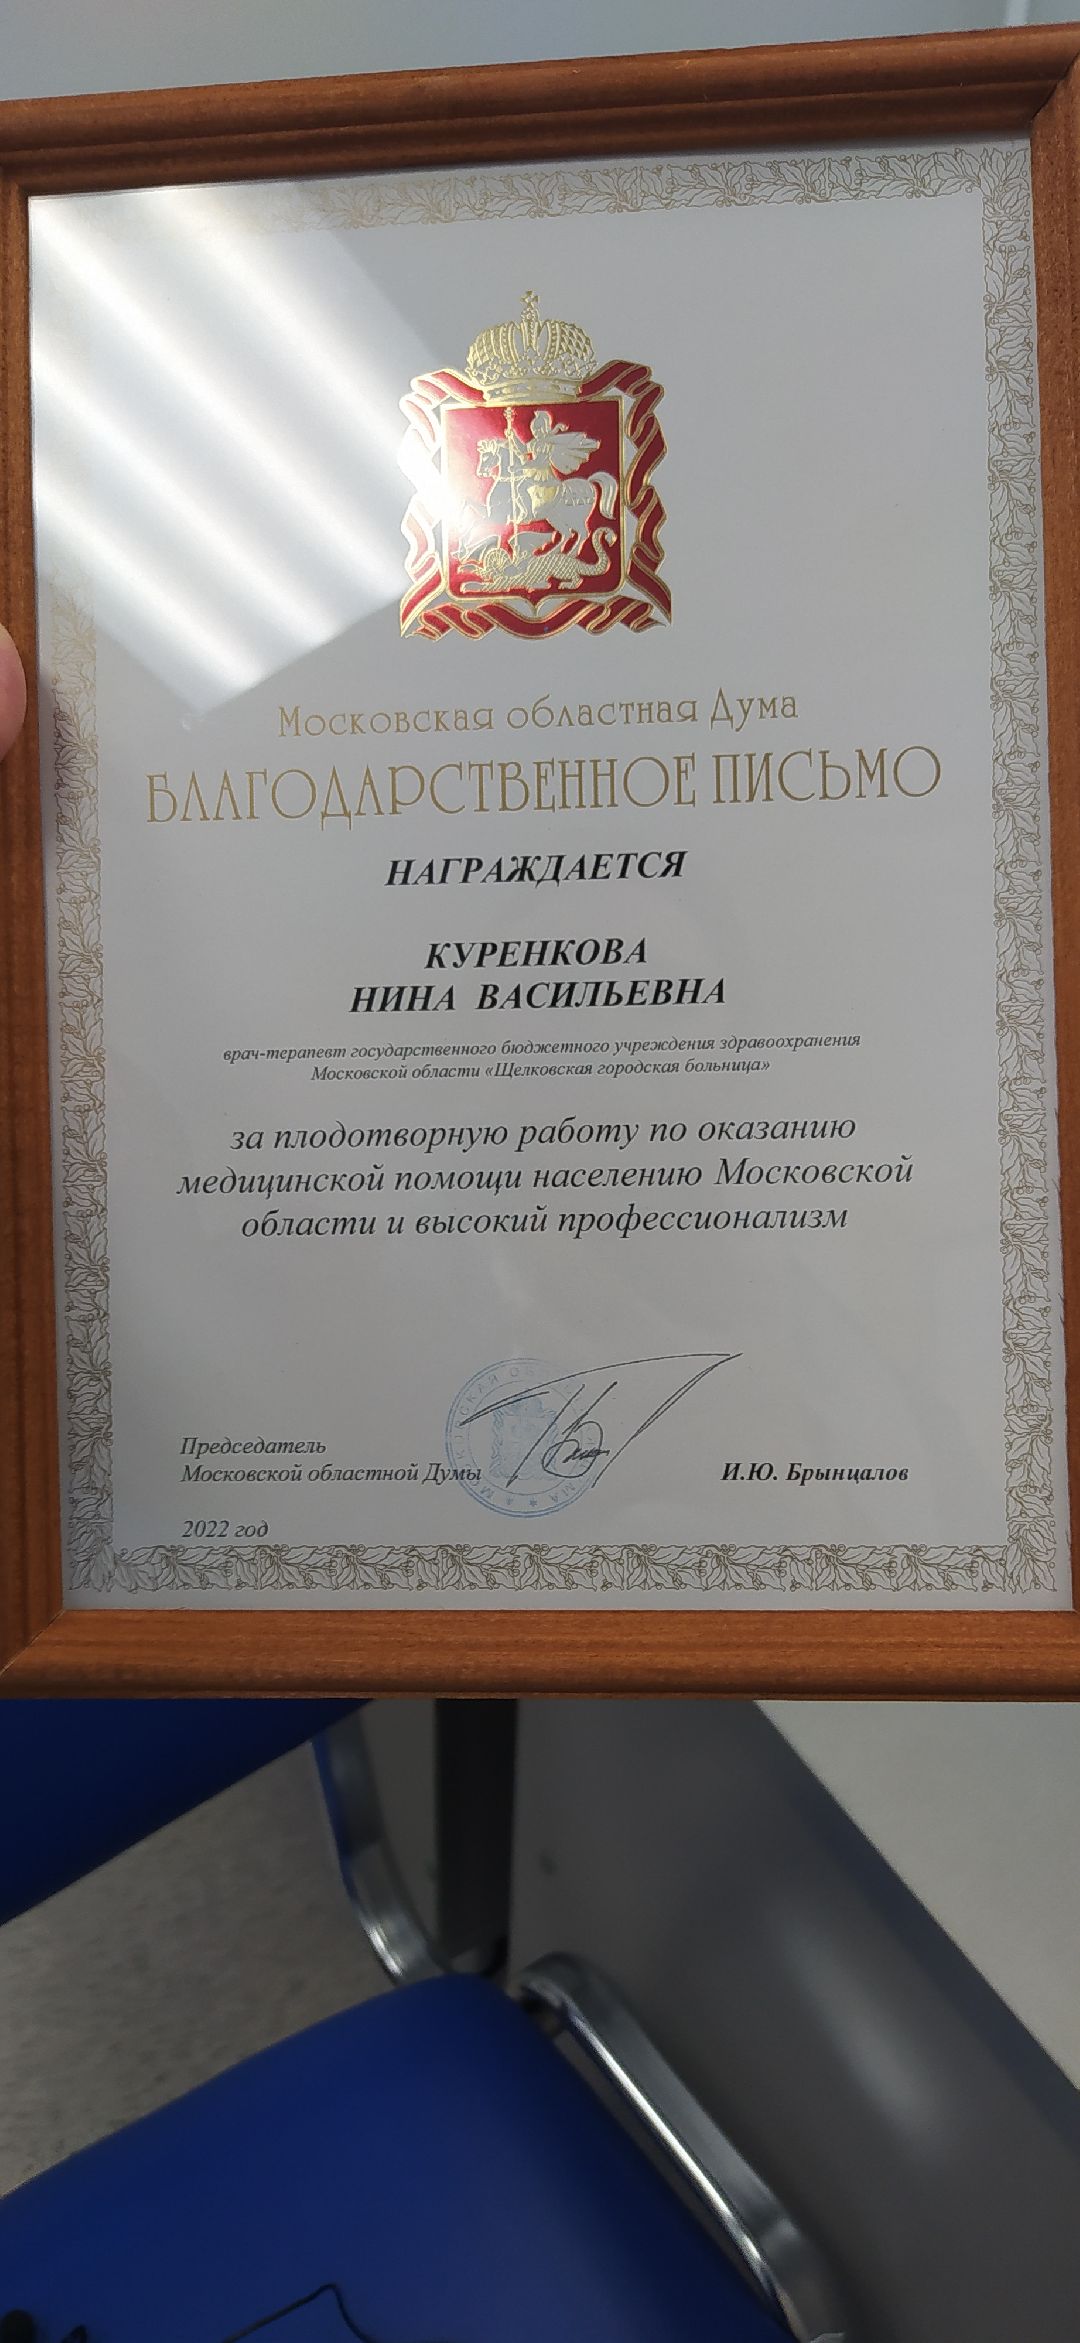 Московская областная Дума
БЛАГОДАРСТВЕННОЕ ПИСЬМО
НАГРАЖДАЕТСЯ
КУРЕНКОВА
НИНА ВАСИЛЬЕВНА
врач-терапевт государственного бюджетного учреждения здравоохранения
Московской области «Щелковская городская больница»
за плодотворную работу по оказанию
медицинской помощи населению Московской
области и высокий профессионализм
Председатель
Московской областной Думы
И.Ю. Брынцалов
2022 год